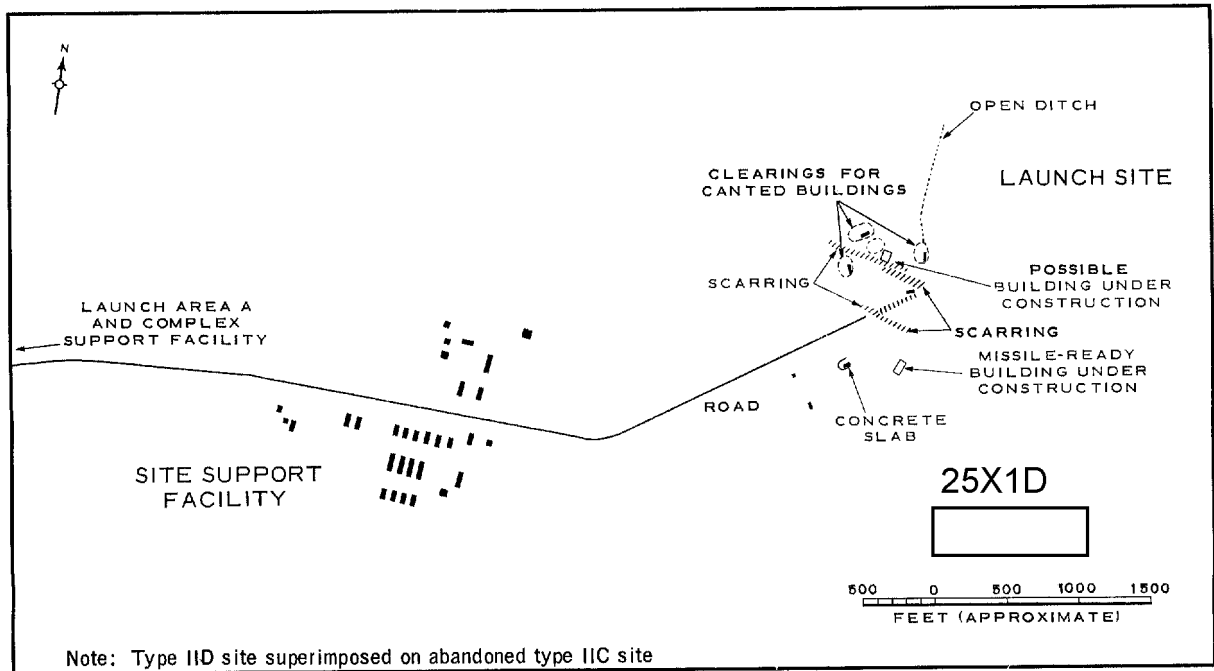 N
OPEN DITCH
LAUNCH SITE
CLEARINGS FOR
CANTED BUILDINGS
SCARRING
POSSIBLE
BUILDING UNDER
CONSTRUCTION
SCARRING
LAUNCH AREA A
AND COMPLEX
SUPPORT FACILITY
MISSILE-READY
BUILDING UNDER
CONSTRUCTION
ROAD
CONCRETE
SLAB
SITE SUPPORT
FACILITY
25X1D
500 0 500 1000 1500
FEET (APPROXIMATE)
Note: Type IID site superimposed on abandoned type IIC site